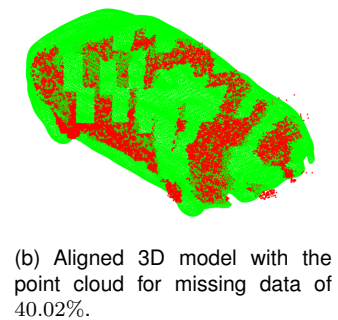 (b) Aligned 3D model with the
point cloud for missing data of
40.02%.